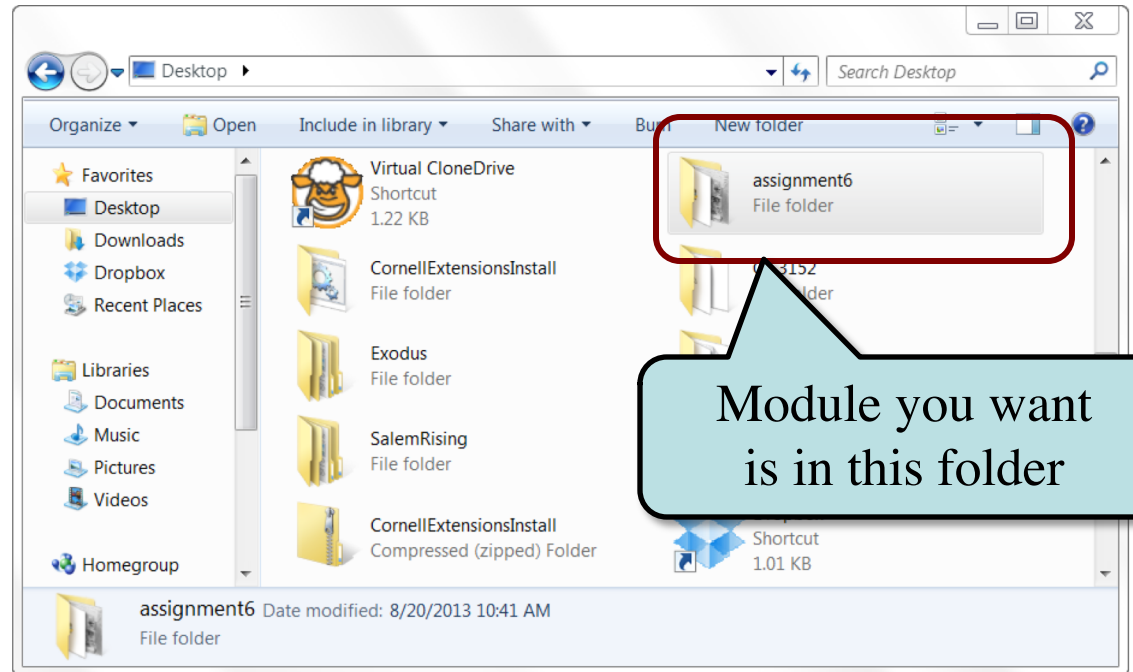 Desktop
Search Desktop
Organize Open Include in library Share with Burn New folder
Favorites
Desktop
Downloads
Dropbox
Recent Places
Libraries
Documents
Music
Pictures
Videos
Homegroup
Virtual CloneDrive
Shortcut
1.22 KB
CornellExtensionsInstall
File folder
Exodus
File folder
SalemRising
File folder
CornellExtensionsInstall
Compressed (zipped) Folder
assignment6
File folder
Module you want
is in this folder
Shortcut
1.01 KB
assignment6 Date modified: 8/20/2013 10:41 AM
File folder